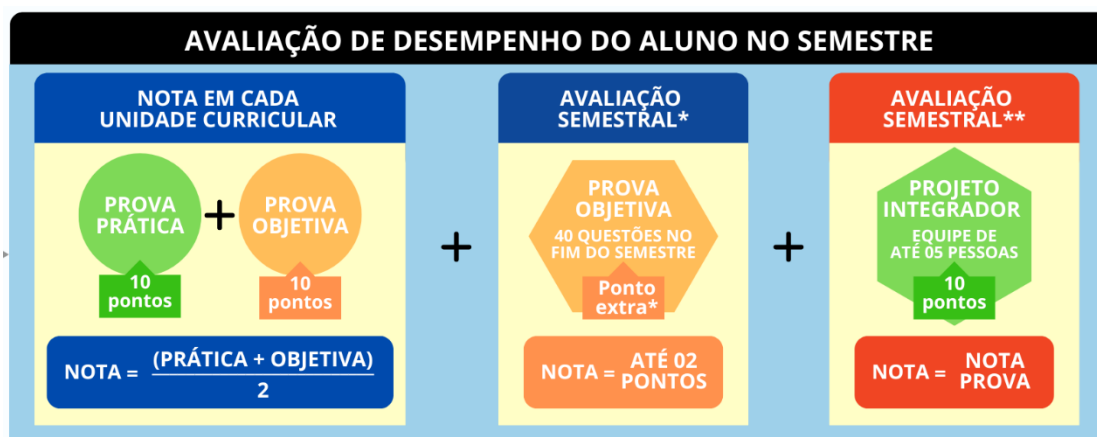 AVALIAÇÃO DE DESEMPENHO DO ALUNO NO SEMESTRE
NOTA EM CADA
UNIDADE CURRICULAR
PROVA
PRÁTICA
+
PROVA
OBJETIVA
10
pontos
10
pontos
NOTA = (PRÁTICA + OBJETIVA)
2
+
AVALIAÇÃO
SEMESTRAL*
PROVA
OBJETIVA
40 QUESTÕES NO
FIM DO SEMESTRE
Ponto
extra*
NOTA = ATÉ 02
PONTOS
+
AVALIAÇÃO
SEMESTRAL**
PROJETO
INTEGRADOR
EQUIPE DE
ATÉ 05 PESSOAS
10
pontos
NOTA = NOTA
PROVA